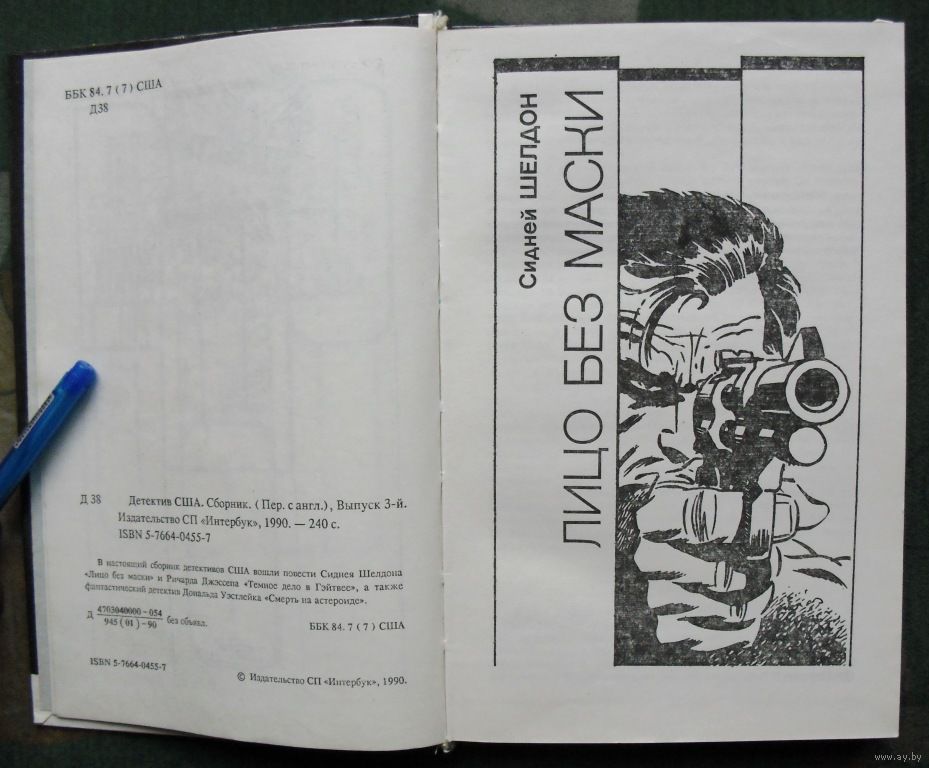 ББК 84. 7 (7) США
Д38
Д 38 Детектив США. Сборник. ( Пер. с англ.), Выпуск 3-й.
Издательство СП «Интербук», 1990. — 240 с.
ISBN 5-7664-0455-7
В настоящий сборник детективов США вошли повести Сиднея Шелдона
«Лицо без маски» и Ричарда Джэссепа «Темное дело в Гэйтвее», а также
фантастический детектив Дональда Уэстлейка «Смерть на астероиде».
Д 4703040000 – 054
945 (01) – 90 без объявл.
ББК 84. 7 (7) США
ISBN 5-7664-0455-7
© Издательство СП «Интербук», 1990.
Сидней ШЕЛДОН
ЛИЦО БЕЗ МАСКИ
www.ay.by